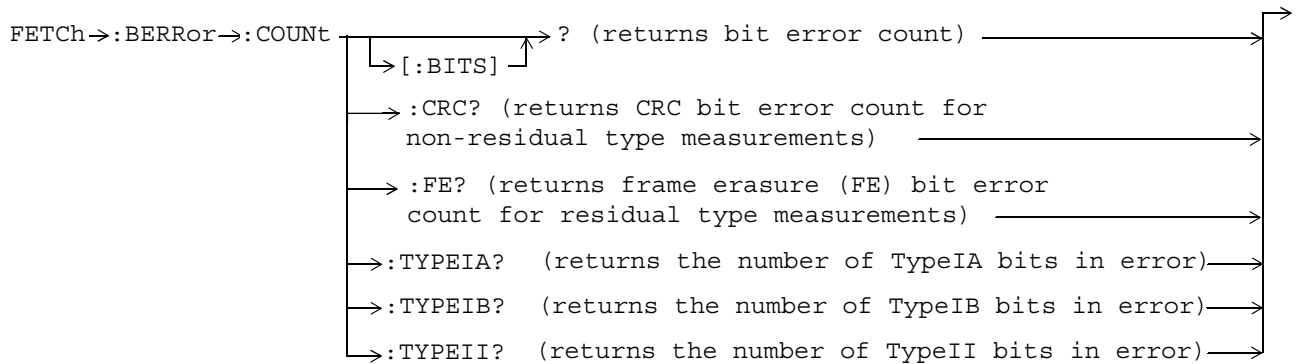 FETCh :BERRor :COUNt ? (returns bit error count)
[:BITS]
:CRC? (returns CRC bit error count for
non-residual type measurements)
:FE? (returns frame erasure (FE) bit error
count for residual type measurements)
:TYPEIA? (returns the number of TypeIA bits in error)
:TYPEIB? (returns the number of TypeIB bits in error)
:TYPEII? (returns the number of TypeII bits in error)